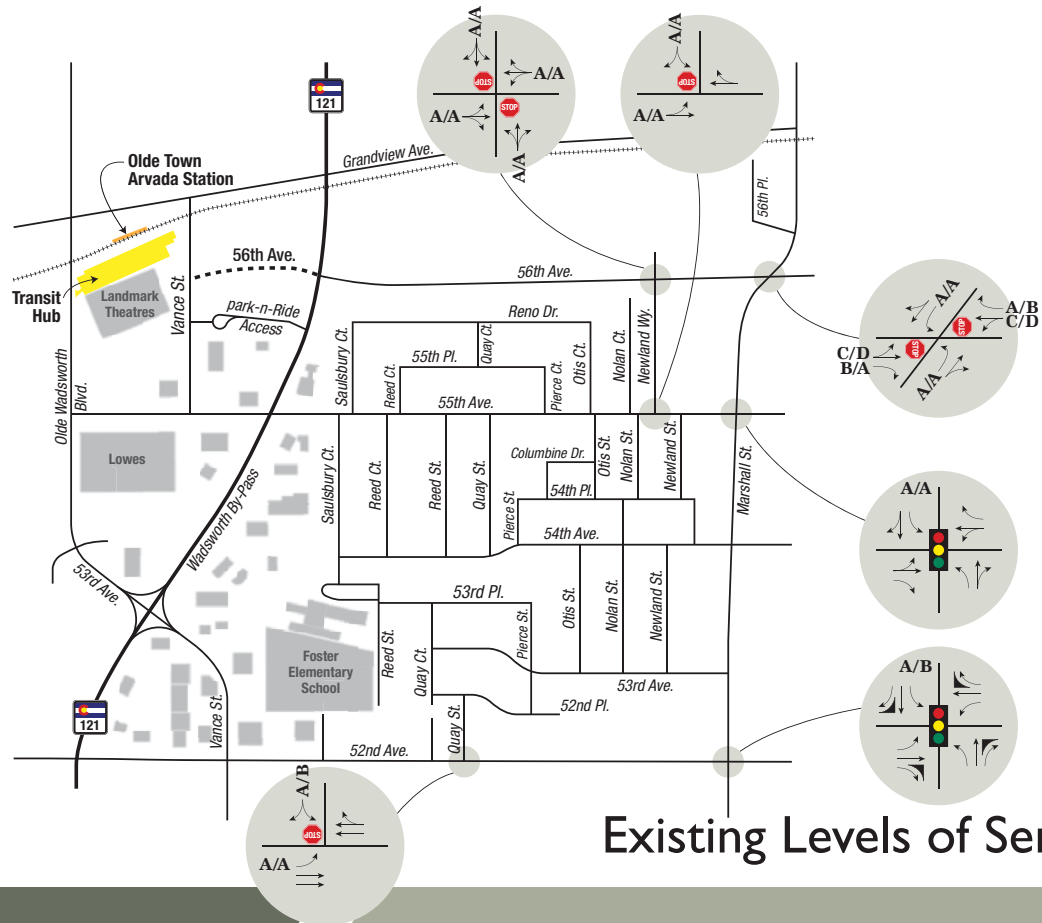 A/A
A/A
A/A
A/A
STOP
STOP
A/A
A/A
STOP
A/A
121
Olde Town
Arvada Station
Grandview Ave.
56th Pl.
56th Ave.
56th Ave.
Transit
Hub
Landmark
Theatres
Vance St.
park-n-Ride
Access
Reno Dr.
Saulsbury Ct.
55th Pl.
Quay Ct.
Reed Ct.
Pierce Ct.
Otis Ct.
Nolan Ct.
Newland Wy.
55th Ave.
A/A
A/B
C/D
STOP
STOP
C/D
B/A
A/A
Olde Wadsworth
Blvd.
Lowes
Wadsworth By-Pass
Saulsbury Ct.
Reed Ct.
Reed St.
Quay St.
Pierce St.
Columbine Dr.
54th Pl.
Otis St.
Nolan St.
Newland St.
Marshall St.
54th Ave.
A/A
53rd Ave.
53rd Pl.
Foster
Elementary
School
Reed St.
Quay Ct.
Pierce St.
Otis St.
Nolan St.
Newland St.
53rd Ave.
52nd Pl.
Quay St.
A/B
121
Vance St.
52nd Ave.
A/B
STOP
A/A
Existing Levels of Ser